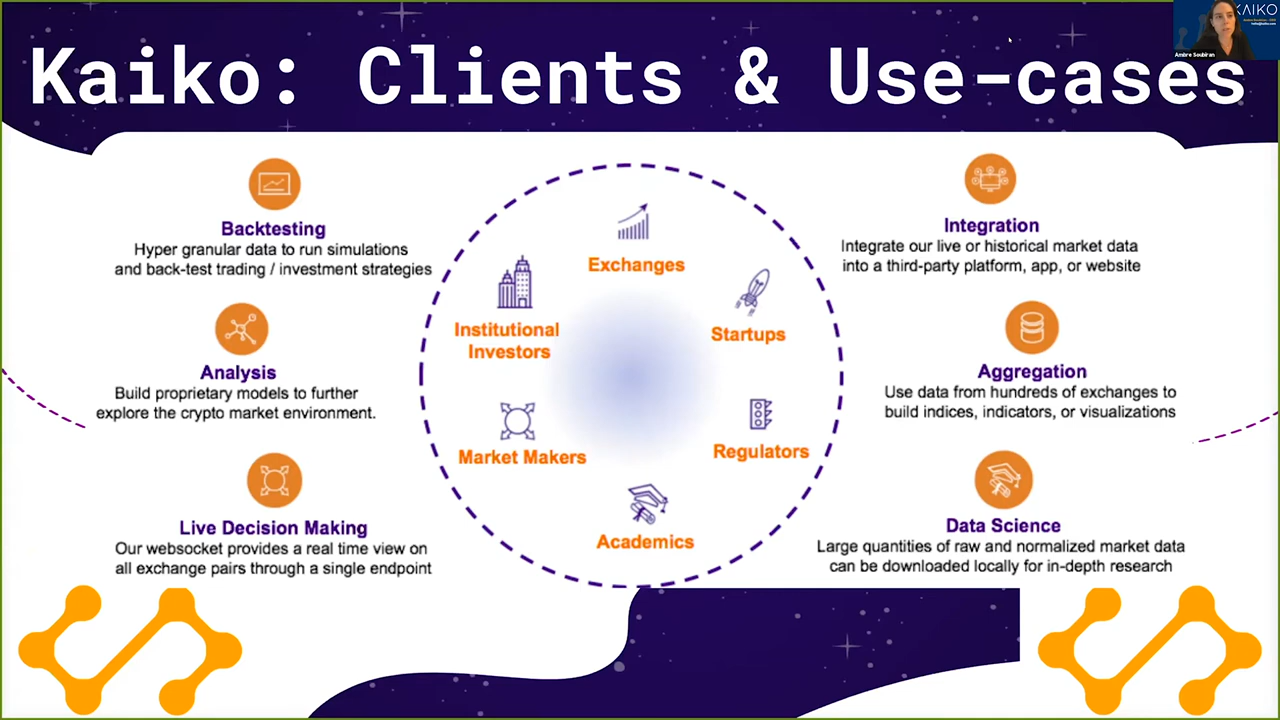 Kaiko: Clients & Use-cases
KAIKO
Ambre Soubiran
Backtesting
Hyper granular data to run simulations
and back-test trading / investment strategies
Analysis
Build proprietary models to further
explore the crypto market environment.
Live Decision Making
Our websocket provides a real time view on
all exchange pairs through a single endpoint
Exchanges
Institutional
Investors
Startups
Market Makers
Regulators
Academics
Integration
Integrate our live or historical market data
into a third-party platform, app, or website
Aggregation
Use data from hundreds of exchanges to
build indices, indicators, or visualizations
Data Science
Large quantities of raw and normalized market data
can be downloaded locally for in-depth research